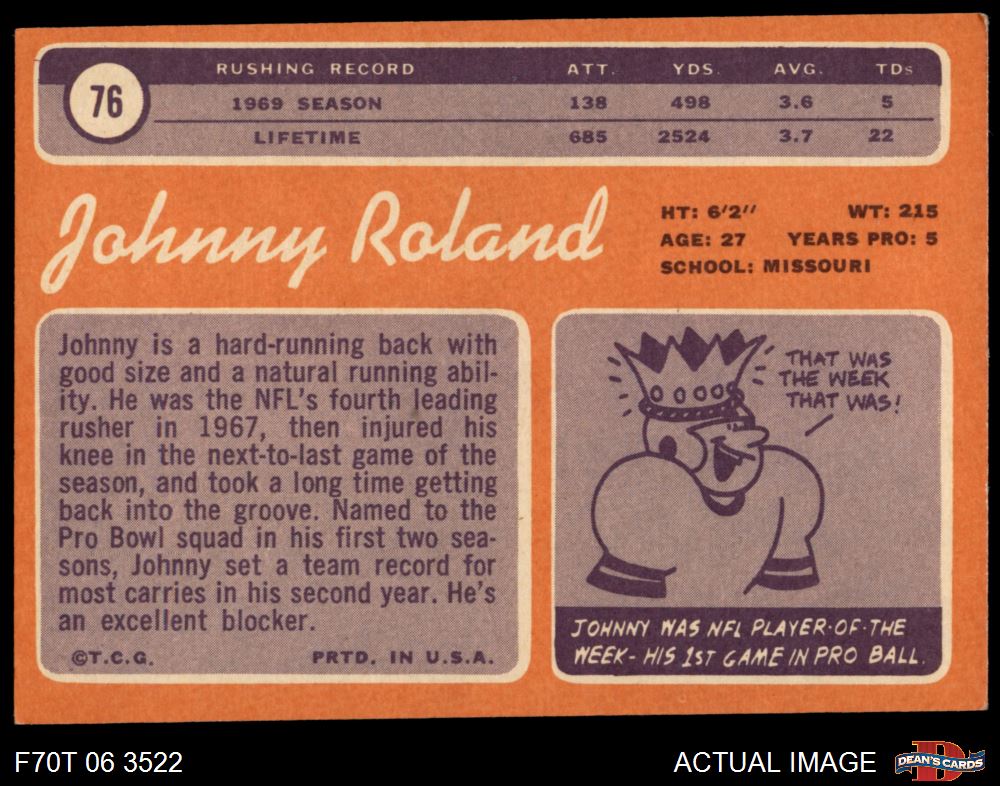 76
RUSHING RECORD ATT. YDS. AVG. TDs
1969 SEASON 138 498 3.6 5
LIFETIME 685 2524 3.7 22
Johnny Roland
HT: 6'2" WT: 215
AGE: 27 YEARS PRO: 5
SCHOOL: MISSOURI
Johnny is a hard-running back with
good size and a natural running abil-
ity. He was the NFL's fourth leading
rusher in 1967, then injured his
knee in the next-to-last game of the
season, and took a long time getting
back into the groove. Named to the
Pro Bowl squad in his first two sea-
sons, Johnny set a team record for
most carries in his second year. He's
an excellent blocker.
©T.C.G. PRTD. IN U.S.A.
THAT WAS
THE WEEK
THAT WAS!
JOHNNY WAS NFL PLAYER-OF-THE
WEEK- HIS 1ST GAME IN PRO BALL.
F70T 06 3522
ACTUAL IMAGE
D
DEAN'S CARDS